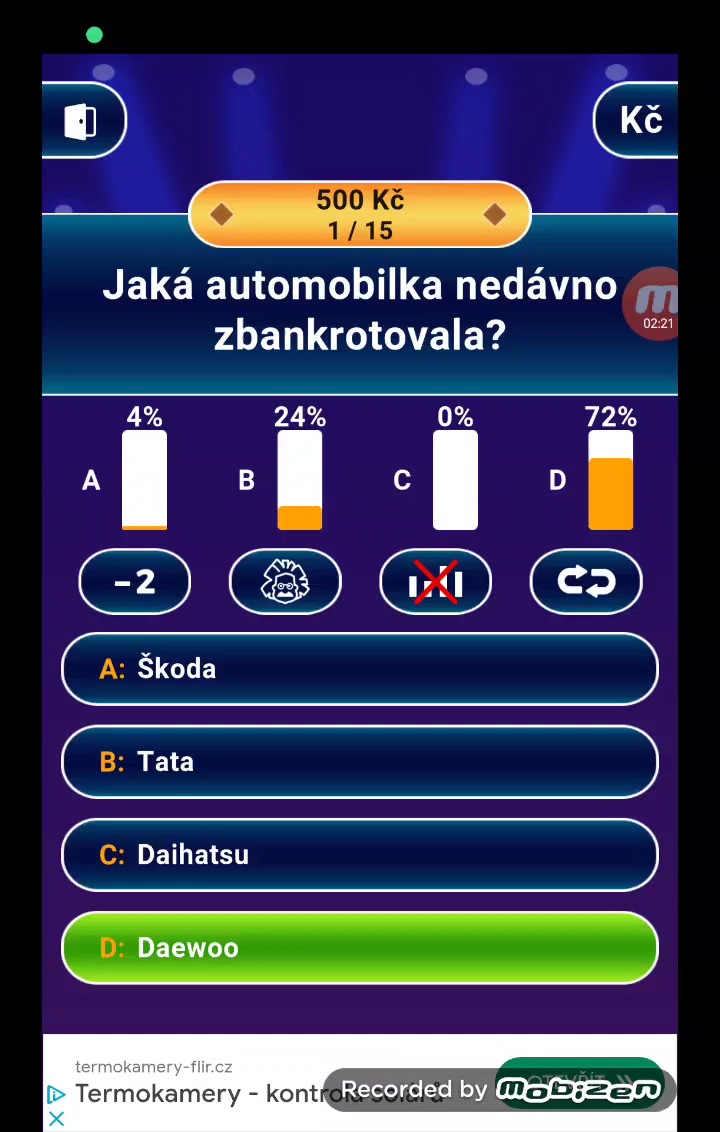 Kč
500 Kč
1 / 15
Jaká automobilka nedávno
zbankrotovala?
02:21
4%
24%
0%
72%
A
B
C
D
-2
A: Škoda
B: Tata
C: Daihatsu
D: Daewoo
termokamery-flir.cz
Termokamery - kontrola solárů
Recorded by mobizen